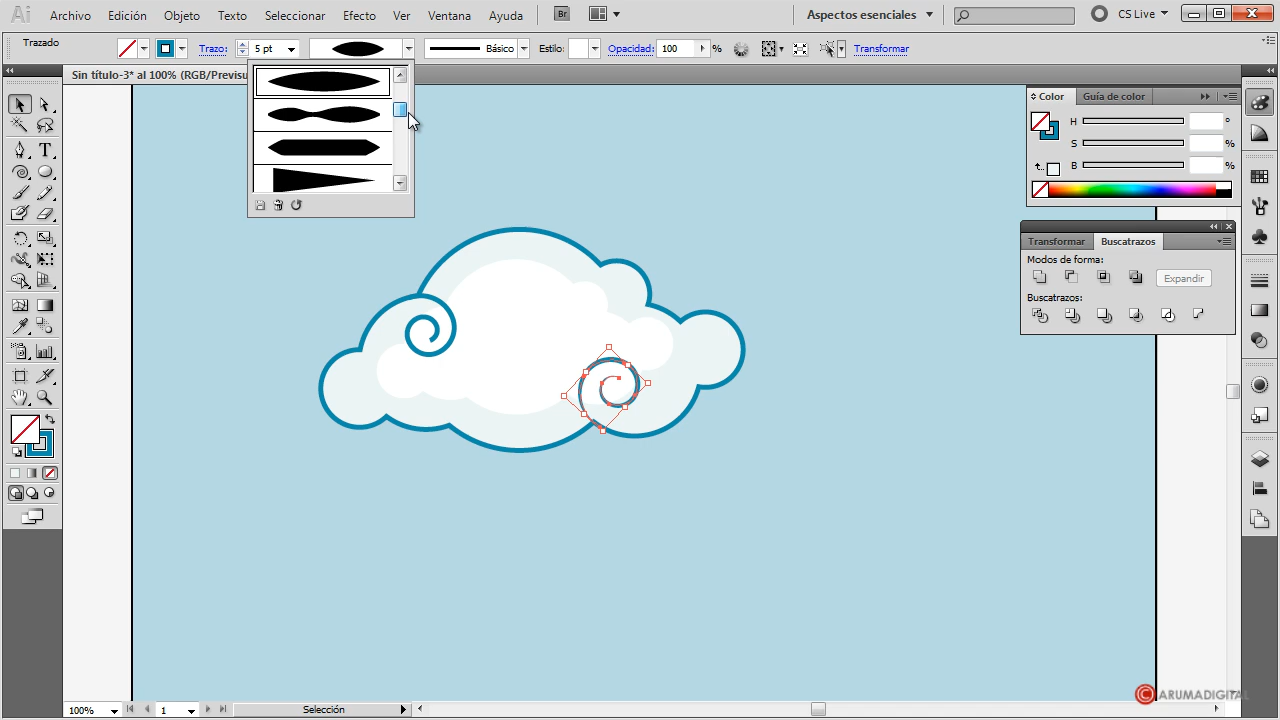 Ai Archivo Edición Objeto Texto Seleccionar Efecto Ver Ventana Ayuda Br Aspectos esenciales CS Live
Trazado Trazo: 5 pt Básico Estilo: Opacidad: 100 % Transformar
Sin título-3* al 100% (RGB/Previsu
Color Guía de color
H °
S %
B %
Transformar Buscatrazos
Modos de forma:
Expandir
Buscatrazos:
T
100% 1 Selección
C ARUMADIGITAL